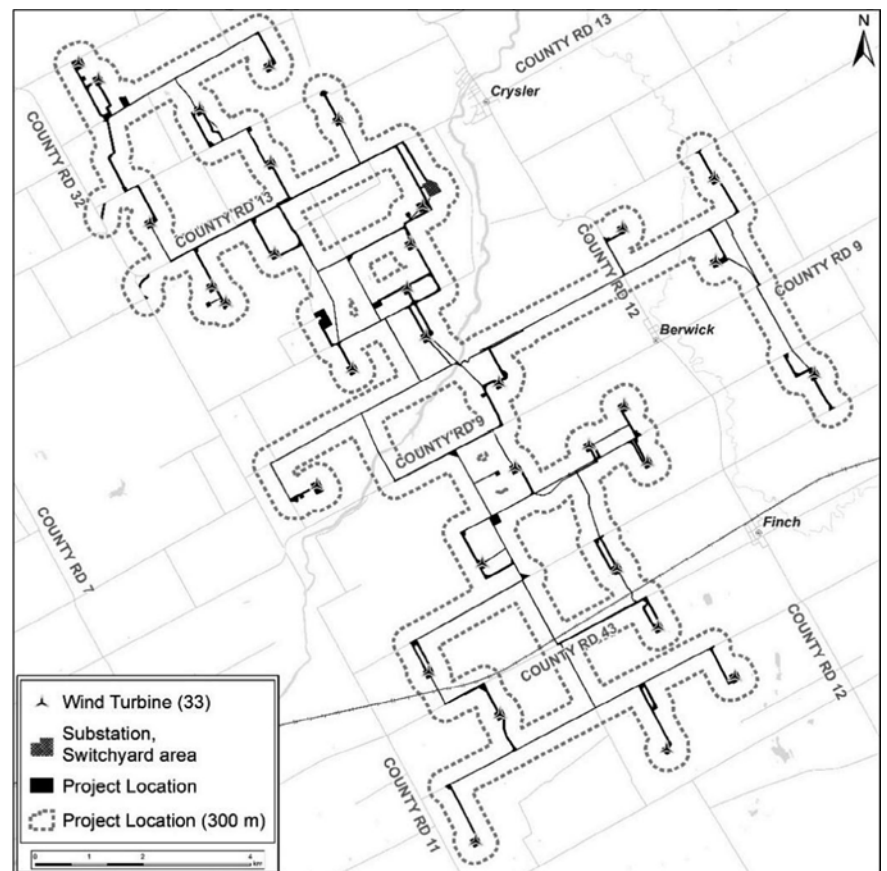 COUNTY RD 13
N
Crysler
COUNTY RD 32
COUNTY RD 13
COUNTY RD 9
COUNTY RD 12
Berwick
COUNTY RD 9
COUNTY RD 7
Finch
COUNTY RD 43
COUNTY RD 12
COUNTY RD 11
Wind Turbine (33)
Substation,
Switchyard area
Project Location
Project Location (300 m)
0 1 2 4
km